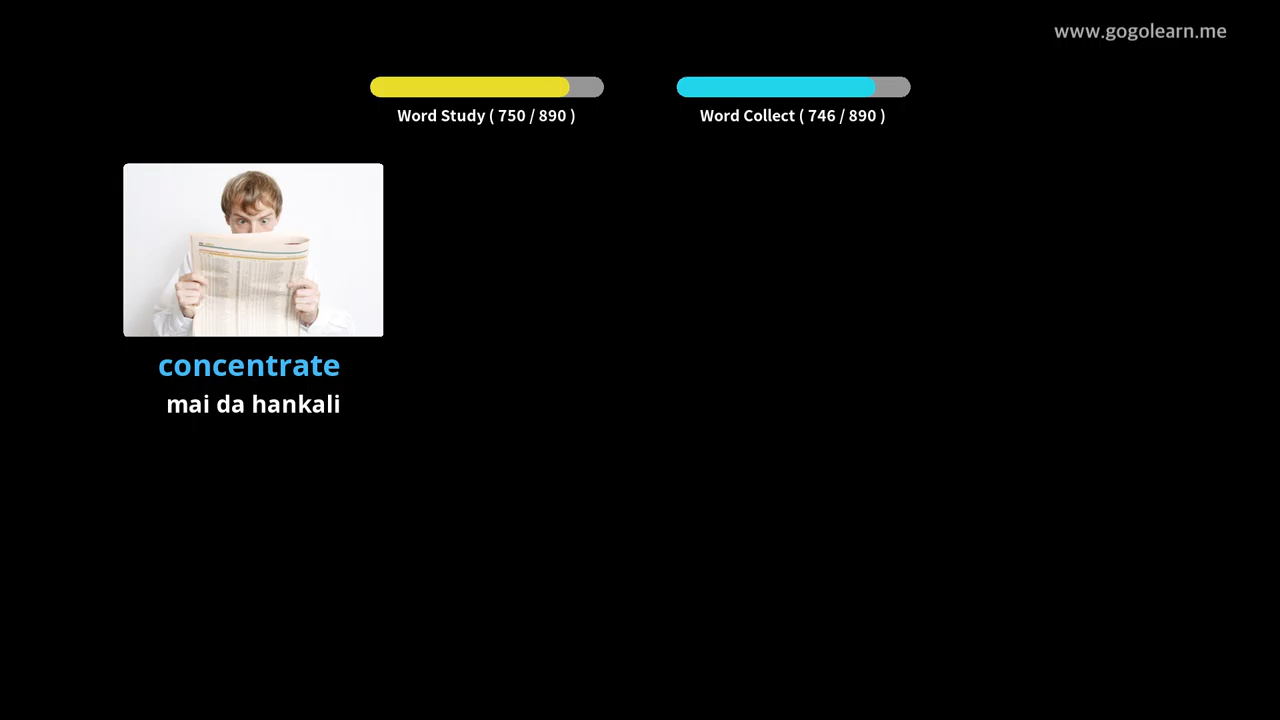 www.gogolearn.me
Word Study ( 750 / 890 )
Word Collect ( 746 / 890 )
concentrate
mai da hankali